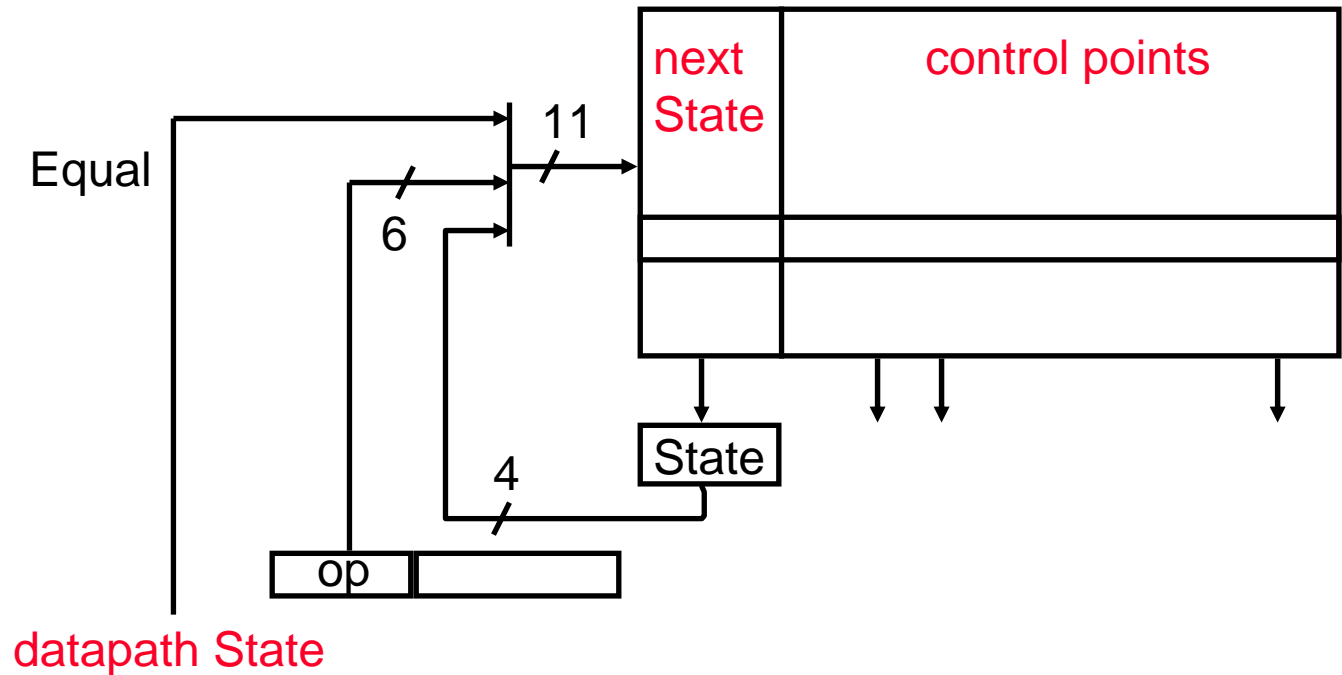 next
State
control points
11
Equal
6
State
4
op
datapath State